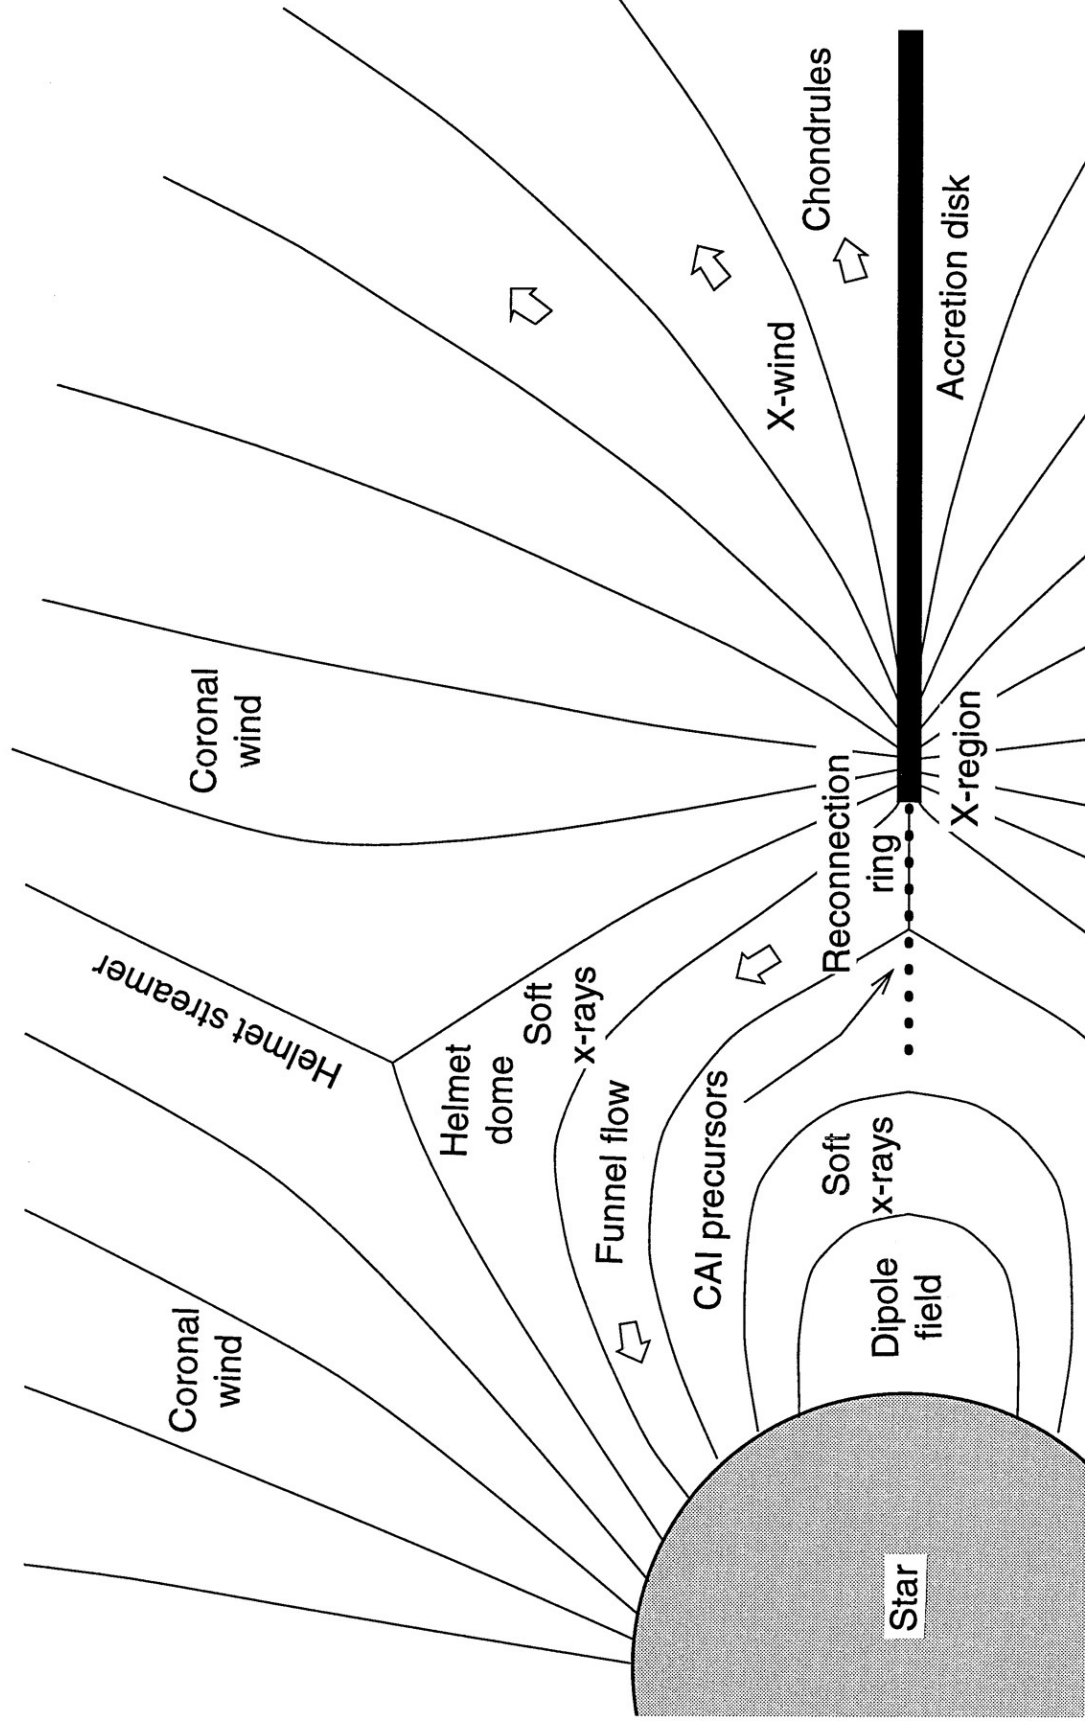 Coronal
wind
Helmet streamer
Coronal
wind
Helmet
dome
Soft
x-rays
Funnel flow
CAI precursors
Soft
x-rays
Dipole
field
Star
Reconnection
ring
X-region
X-wind
Chondrules
Accretion disk